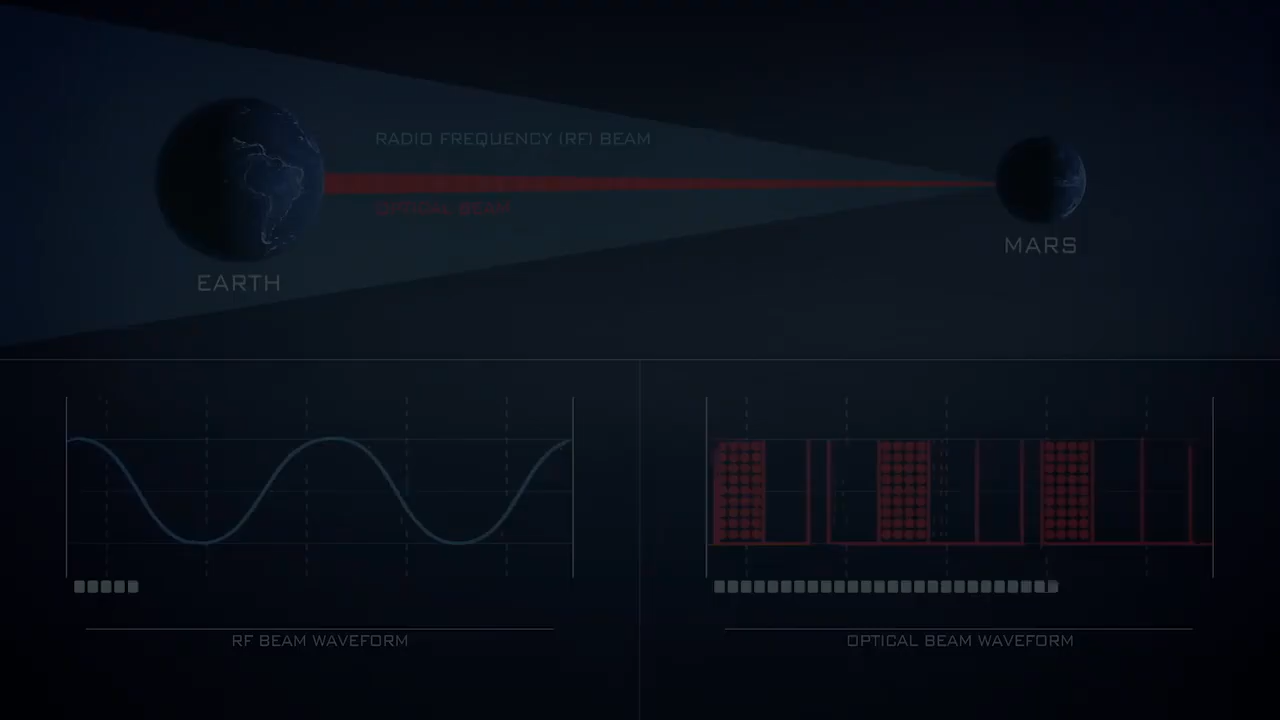 RADIO FREQUENCY (RF) BEAM
OPTICAL BEAM
MARS
EARTH
RF BEAM WAVEFORM
OPTICAL BEAM WAVEFORM